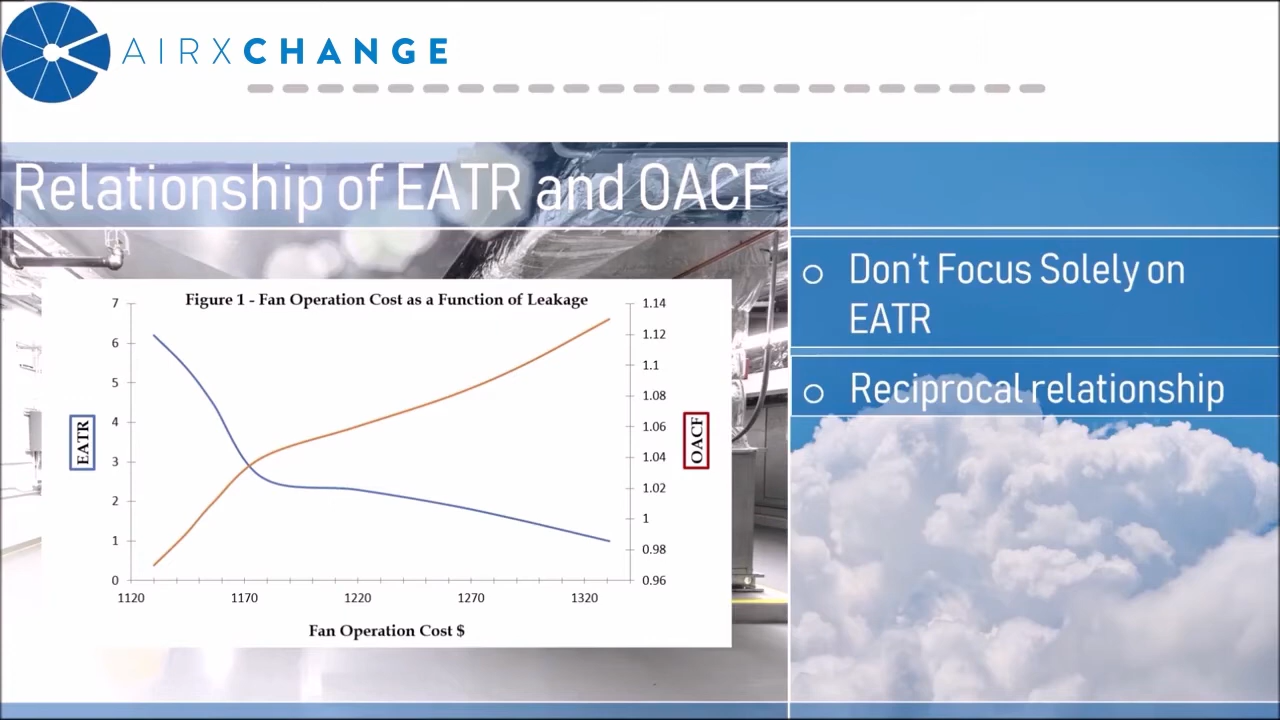 AIRXCHANGE
Relationship of EATR and OACF
Figure 1 - Fan Operation Cost as a Function of Leakage
7
6
5
4
3
2
1
0
EATR
1.14
1.12
1.1
1.08
1.06
1.04
1.02
1
0.98
0.96
OACF
1120
1170
1220
1270
1320
Fan Operation Cost $
Don't Focus Solely on
EATR
Reciprocal relationship